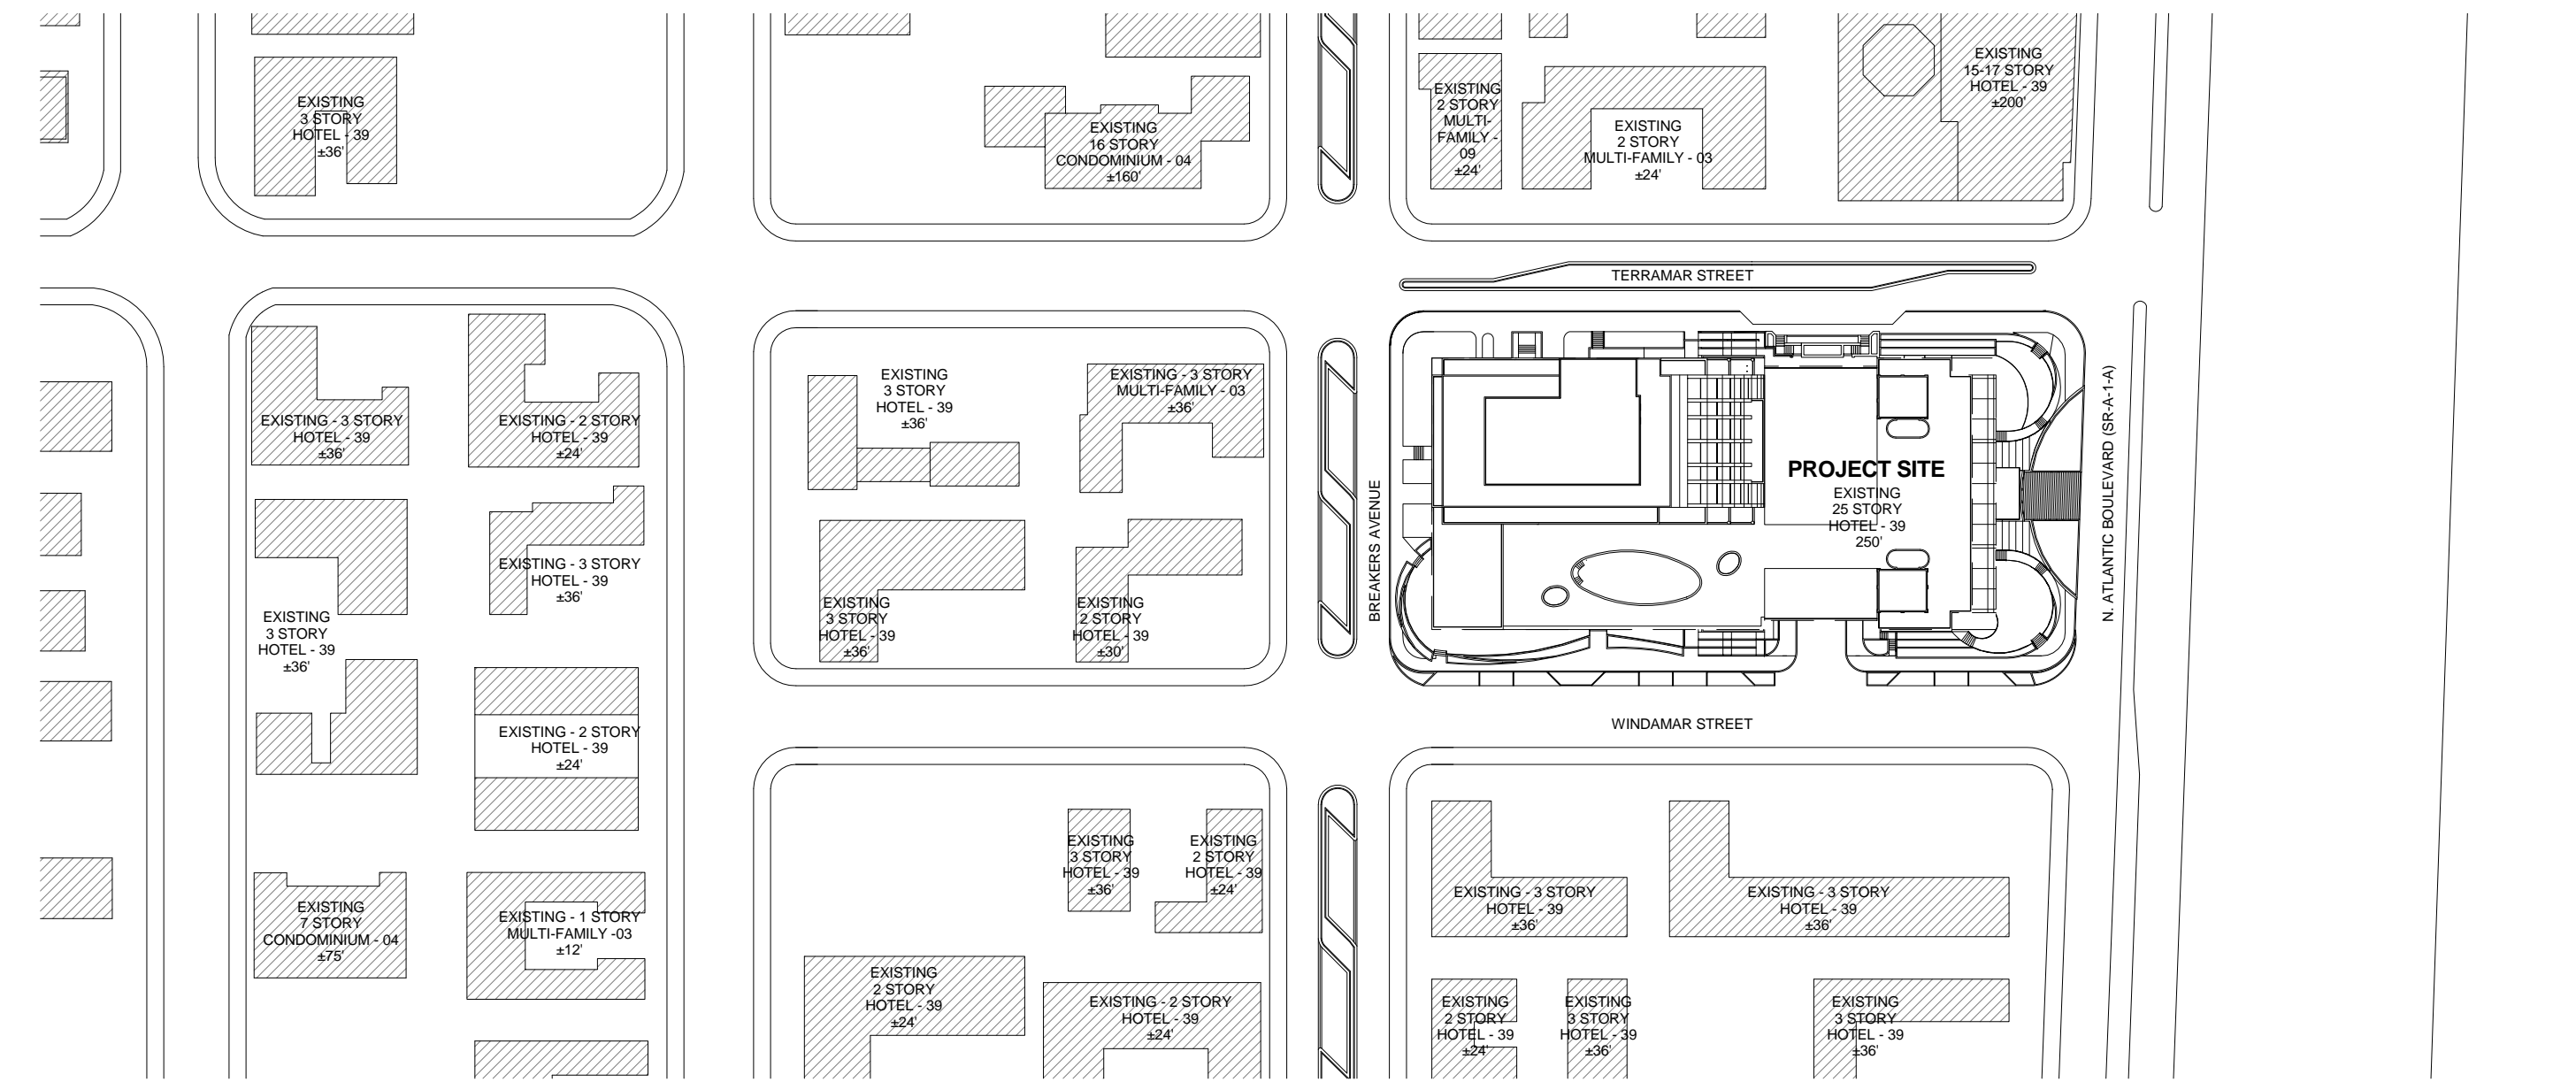 EXISTING
3 STORY
HOTEL - 39
±36'
EXISTING
16 STORY
CONDOMINIUM - 04
±160'
EXISTING
2 STORY
MULTI-
FAMILY -
09
±24'
EXISTING
2 STORY
MULTI-FAMILY - 03
±24'
EXISTING
15-17 STORY
HOTEL - 39
±200'
TERRAMAR STREET
EXISTING - 3 STORY
HOTEL - 39
±36'
EXISTING - 2 STORY
HOTEL - 39
±24'
EXISTING
3 STORY
HOTEL - 39
±36'
EXISTING - 3 STORY
MULTI-FAMILY - 03
±36'
BREAKERS AVENUE
PROJECT SITE
EXISTING
25 STORY
HOTEL - 39
250'
N. ATLANTIC BOULEVARD (SR-A-1-A)
EXISTING
3 STORY
HOTEL - 39
±36'
EXISTING - 3 STORY
HOTEL - 39
±36'
EXISTING
3 STORY
HOTEL - 39
±36'
EXISTING
2 STORY
HOTEL - 39
±30'
WINDAMAR STREET
EXISTING - 2 STORY
HOTEL - 39
±24'
EXISTING
7 STORY
CONDOMINIUM - 04
±75'
EXISTING - 1 STORY
MULTI-FAMILY -03
±12'
EXISTING
3 STORY
HOTEL - 39
±36'
EXISTING
2 STORY
HOTEL - 39
±24'
EXISTING - 3 STORY
HOTEL - 39
±36'
EXISTING - 3 STORY
HOTEL - 39
±36'
EXISTING
2 STORY
HOTEL - 39
±24'
EXISTING - 2 STORY
HOTEL - 39
±24'
EXISTING
2 STORY
HOTEL - 39
±24'
EXISTING
3 STORY
HOTEL - 39
±36'
EXISTING
3 STORY
HOTEL - 39
±36'